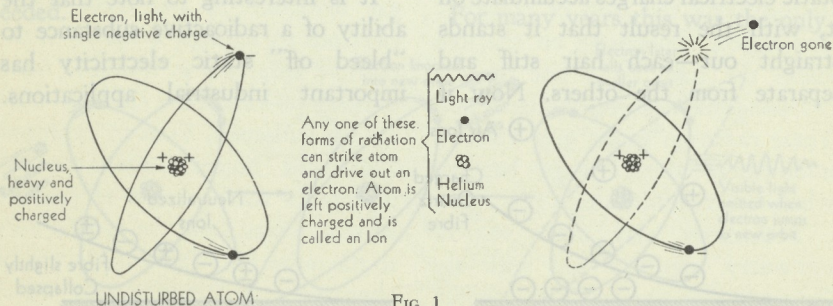 Electron, light, with
single negative charge
Nucleus,
heavy and
positively
charged
UNDISTURBED ATOM
Any one of these
forms of radiation
can strike atom
and drive out an
electron. Atom is
left positively
charged and is
called an Ion
Light ray
Electron
Helium
Nucleus
Electron gone
FIG. 1